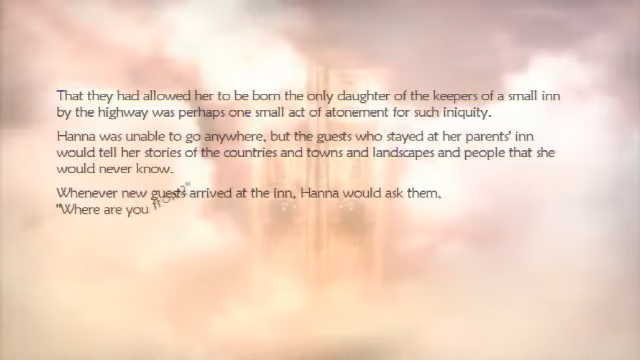 That they had allowed her to be born the only daughter of the keepers of a small inn
by the highway was perhaps one small act of atonement for such iniquity.
Hanna was unable to go anywhere, but the guests who stayed at her parents' inn
would tell her stories of the countries and towns and landscapes and people that she
would never know.
Whenever new guests arrived at the inn, Hanna would ask them,
"Where are you from?"